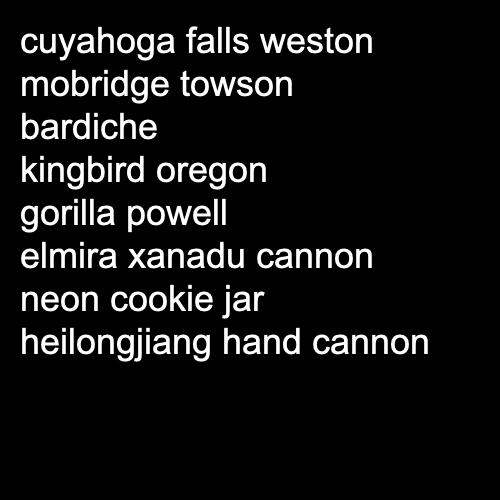 cuyahoga falls weston
mobridge towson
bardiche
kingbird oregon
gorilla powell
elmira xanadu cannon
neon cookie jar
heilongjiang hand cannon